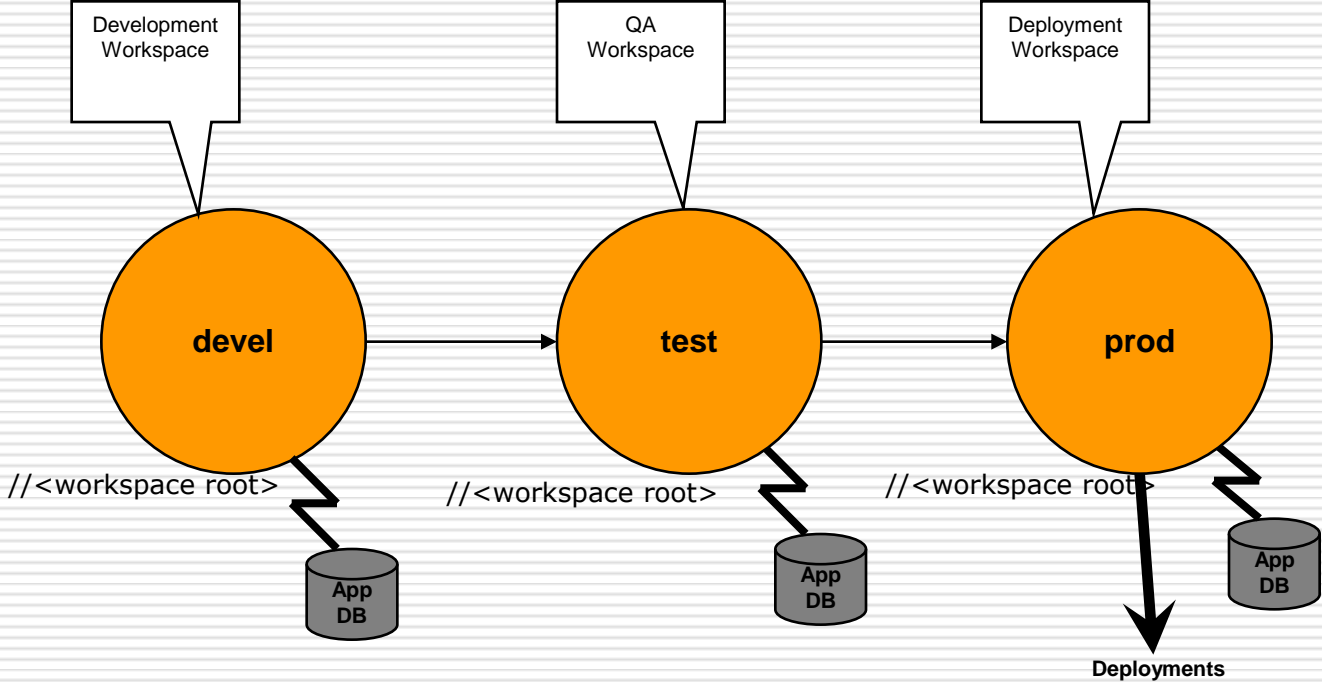 Development
Workspace
QA
Workspace
Deployment
Workspace
devel
test
prod
//<workspace root>
//<workspace root>
//<workspace root>
App
DB
App
DB
App
DB
Deployments